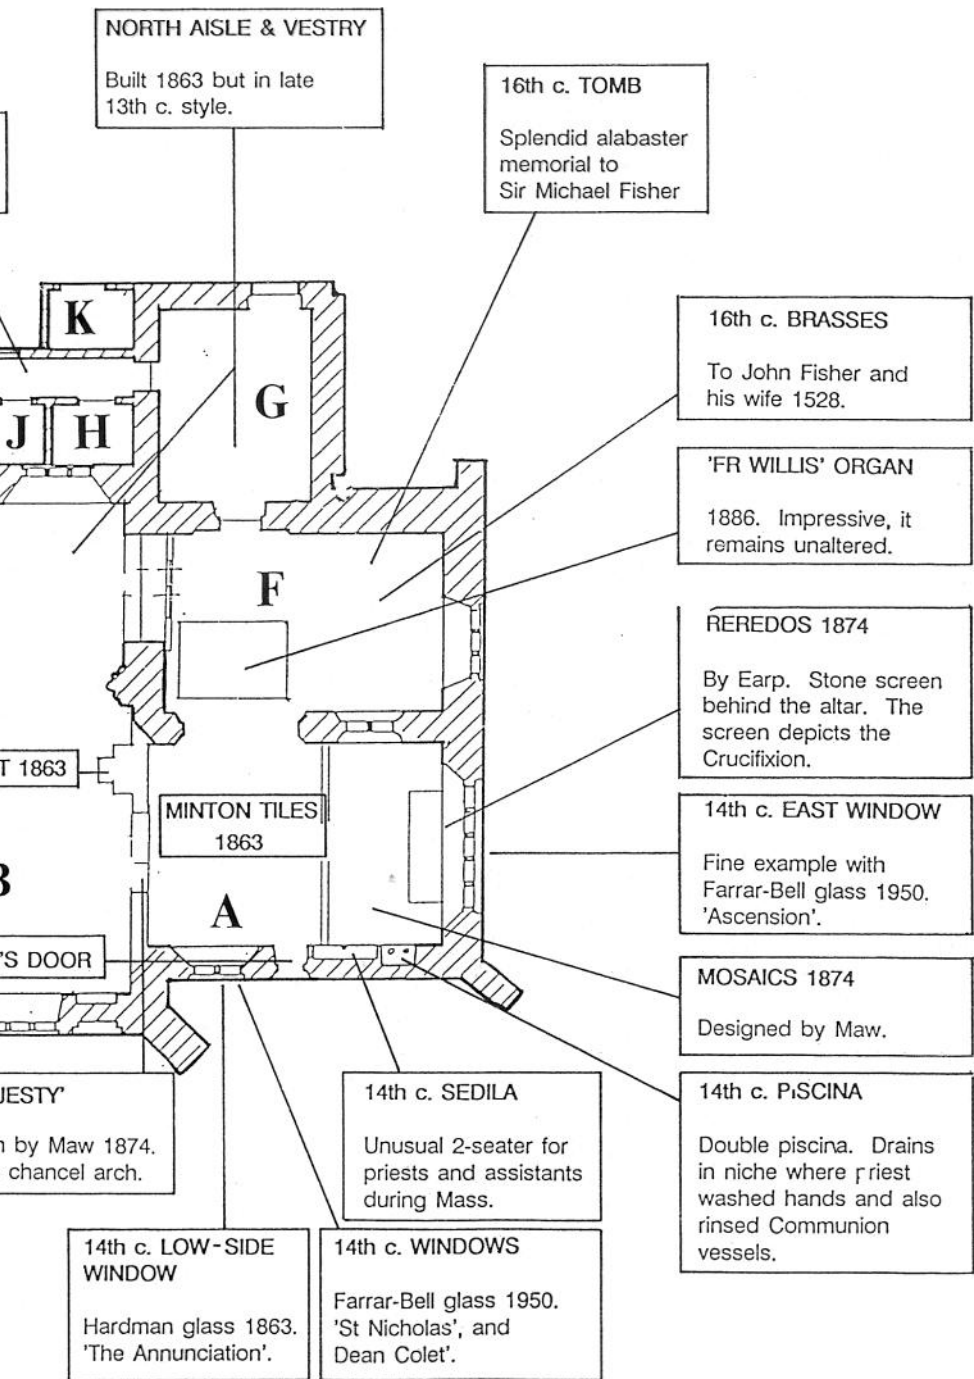 NORTH AISLE & VESTRY
Built 1863 but in late
13th c. style.
16th c. TOMB
Splendid alabaster
memorial to
Sir Michael Fisher
K
G
J
H
16th c. BRASSES
To John Fisher and
his wife 1528.
'FR WILLIS' ORGAN
1886. Impressive, it
remains unaltered.
F
REREDOS 1874
By Earp. Stone screen
behind the altar. The
screen depicts the
Crucifixion.
T 1863
MINTON TILES
1863
14th c. EAST WINDOW
Fine example with
Farrar-Bell glass 1950.
'Ascension'.
B
A
'S DOOR
MOSAICS 1874
Designed by Maw.
JESTY'
by Maw 1874.
chancel arch.
14th c. SEDILA
Unusual 2-seater for
priests and assistants
during Mass.
14th c. PISCINA
Double piscina. Drains
in niche where priest
washed hands and also
rinsed Communion
vessels.
14th c. LOW-SIDE
WINDOW
Hardman glass 1863.
'The Annunciation'.
14th c. WINDOWS
Farrar-Bell glass 1950.
'St Nicholas', and
Dean Colet'.